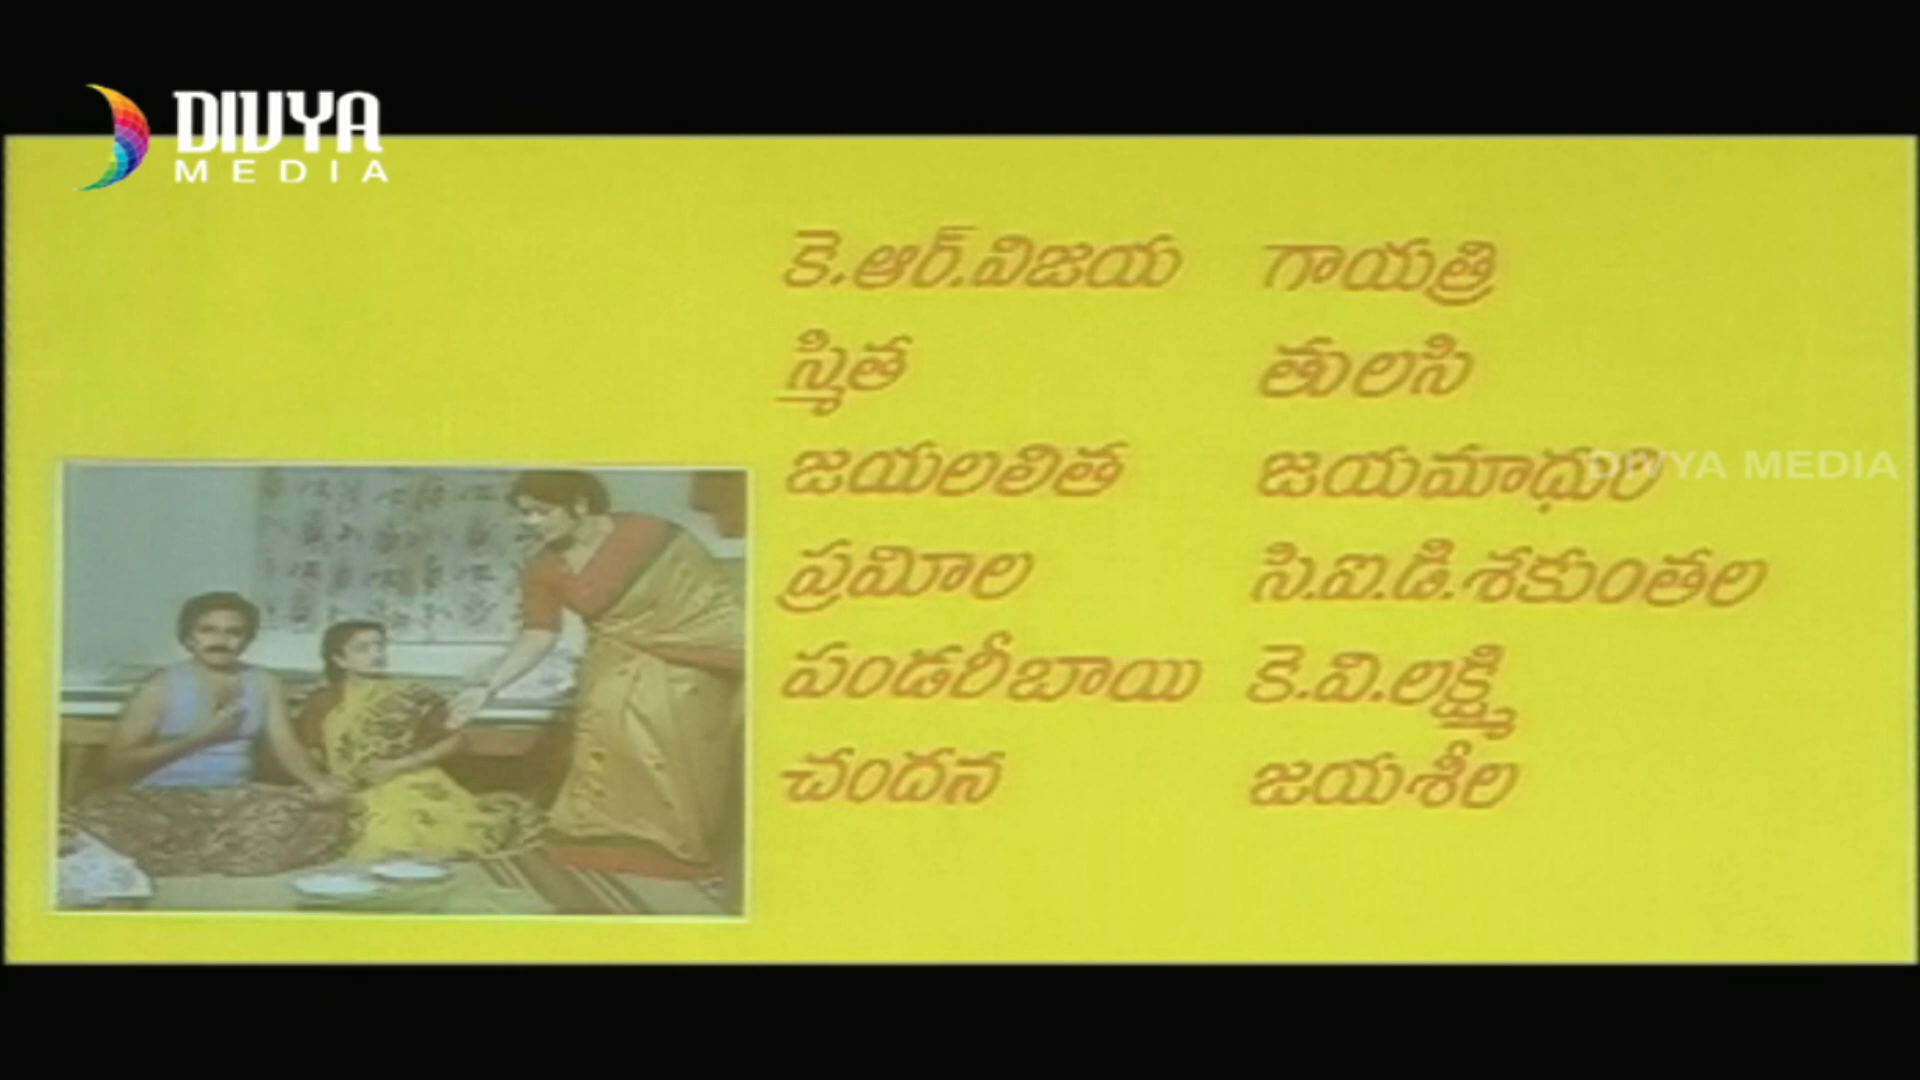 DIVYA
MEDIA
కె.ఆర్.విజయ గాయత్రి
స్మిత తులసి
జయలలిత జయమాధురి
DIVYA MEDIA
ప్రమీల సి.ఐ.డి.శకుంతల
పండరీబాయి కె.వి.లక్ష్మి
చందన జయశీల